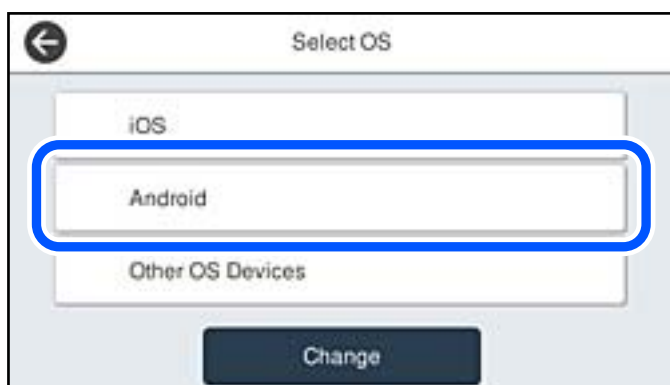 Select OS
iOS
Android
Other OS Devices
Change